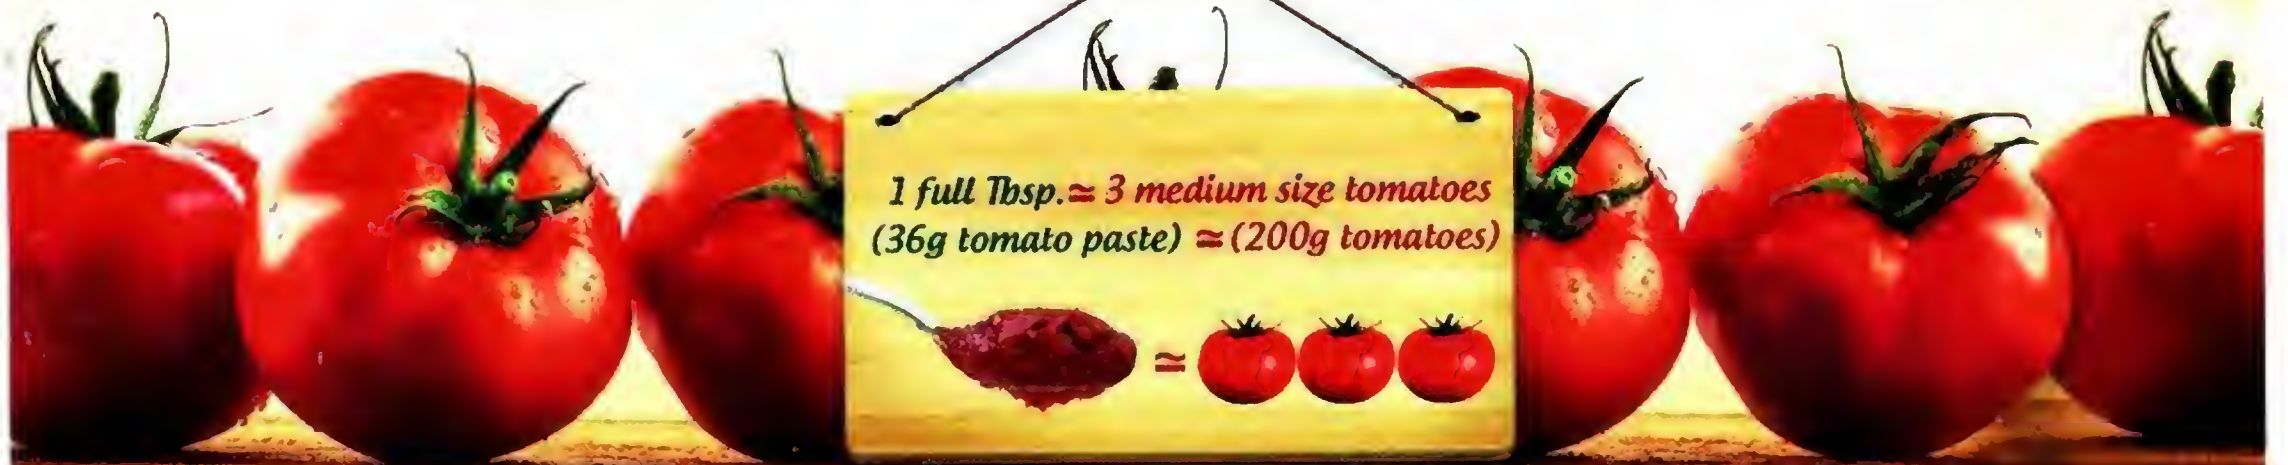 1 full Tbsp. ≃ 3 medium size tomatoes
(36g tomato paste) ≃ (200g tomatoes)
≃